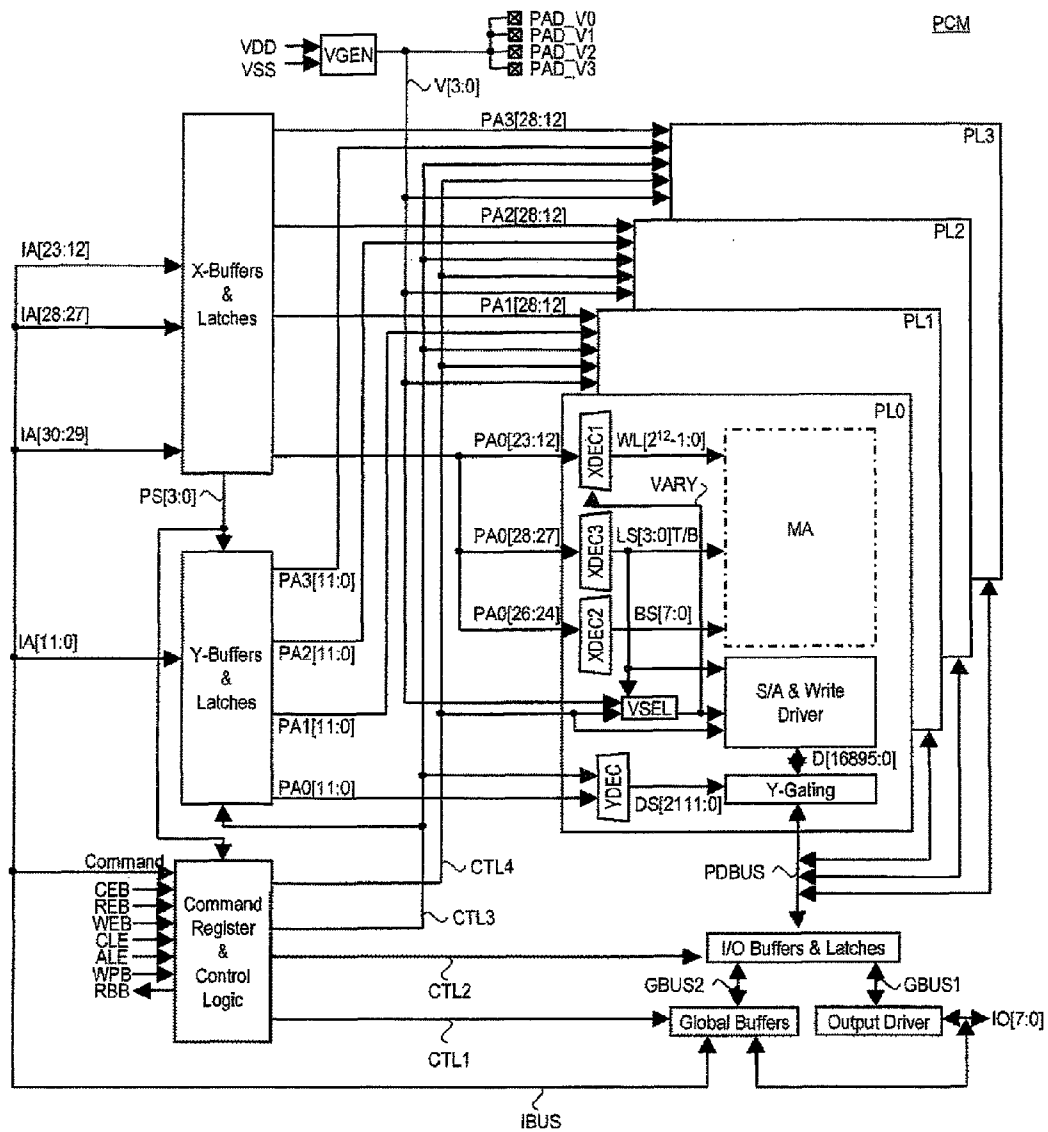 PCM
PAD_V0
PAD_V1
PAD_V2
PAD_V3
VDD
VSS
VGEN
V[3:0]
PA3[28:12]
PL3
PA2[28:12]
PL2
IA[23:12]
X-Buffers
&
Latches
IA[28:27]
PA1[28:12]
PL1
PL0
IA[30:29]
PA0[23:12]
XDEC1
WL[2¹²-1:0]
VARY
MA
PS[3:0]
PA0[28:27]
XDEC3
LS[3:0]T/B
PA3[11:0]
PA0[26:24]
XDEC2
BS[7:0]
IA[11:0]
Y-Buffers
&
Latches
PA2[11:0]
PA1[11:0]
PA0[11:0]
VSEL
S/A & Write
Driver
D[16895:0[
YDEC
DS[2111:0]
Y-Gating
Command
CEB
REB
WEB
CLE
ALE
WPB
RBB
Command
Register
&
Control
Logic
CTL4
CTL3
CTL2
CTL1
PDBUS
I/O Buffers & Latches
GBUS2
GBUS1
Global Buffers
Output Driver
IO[7:0]
IBUS